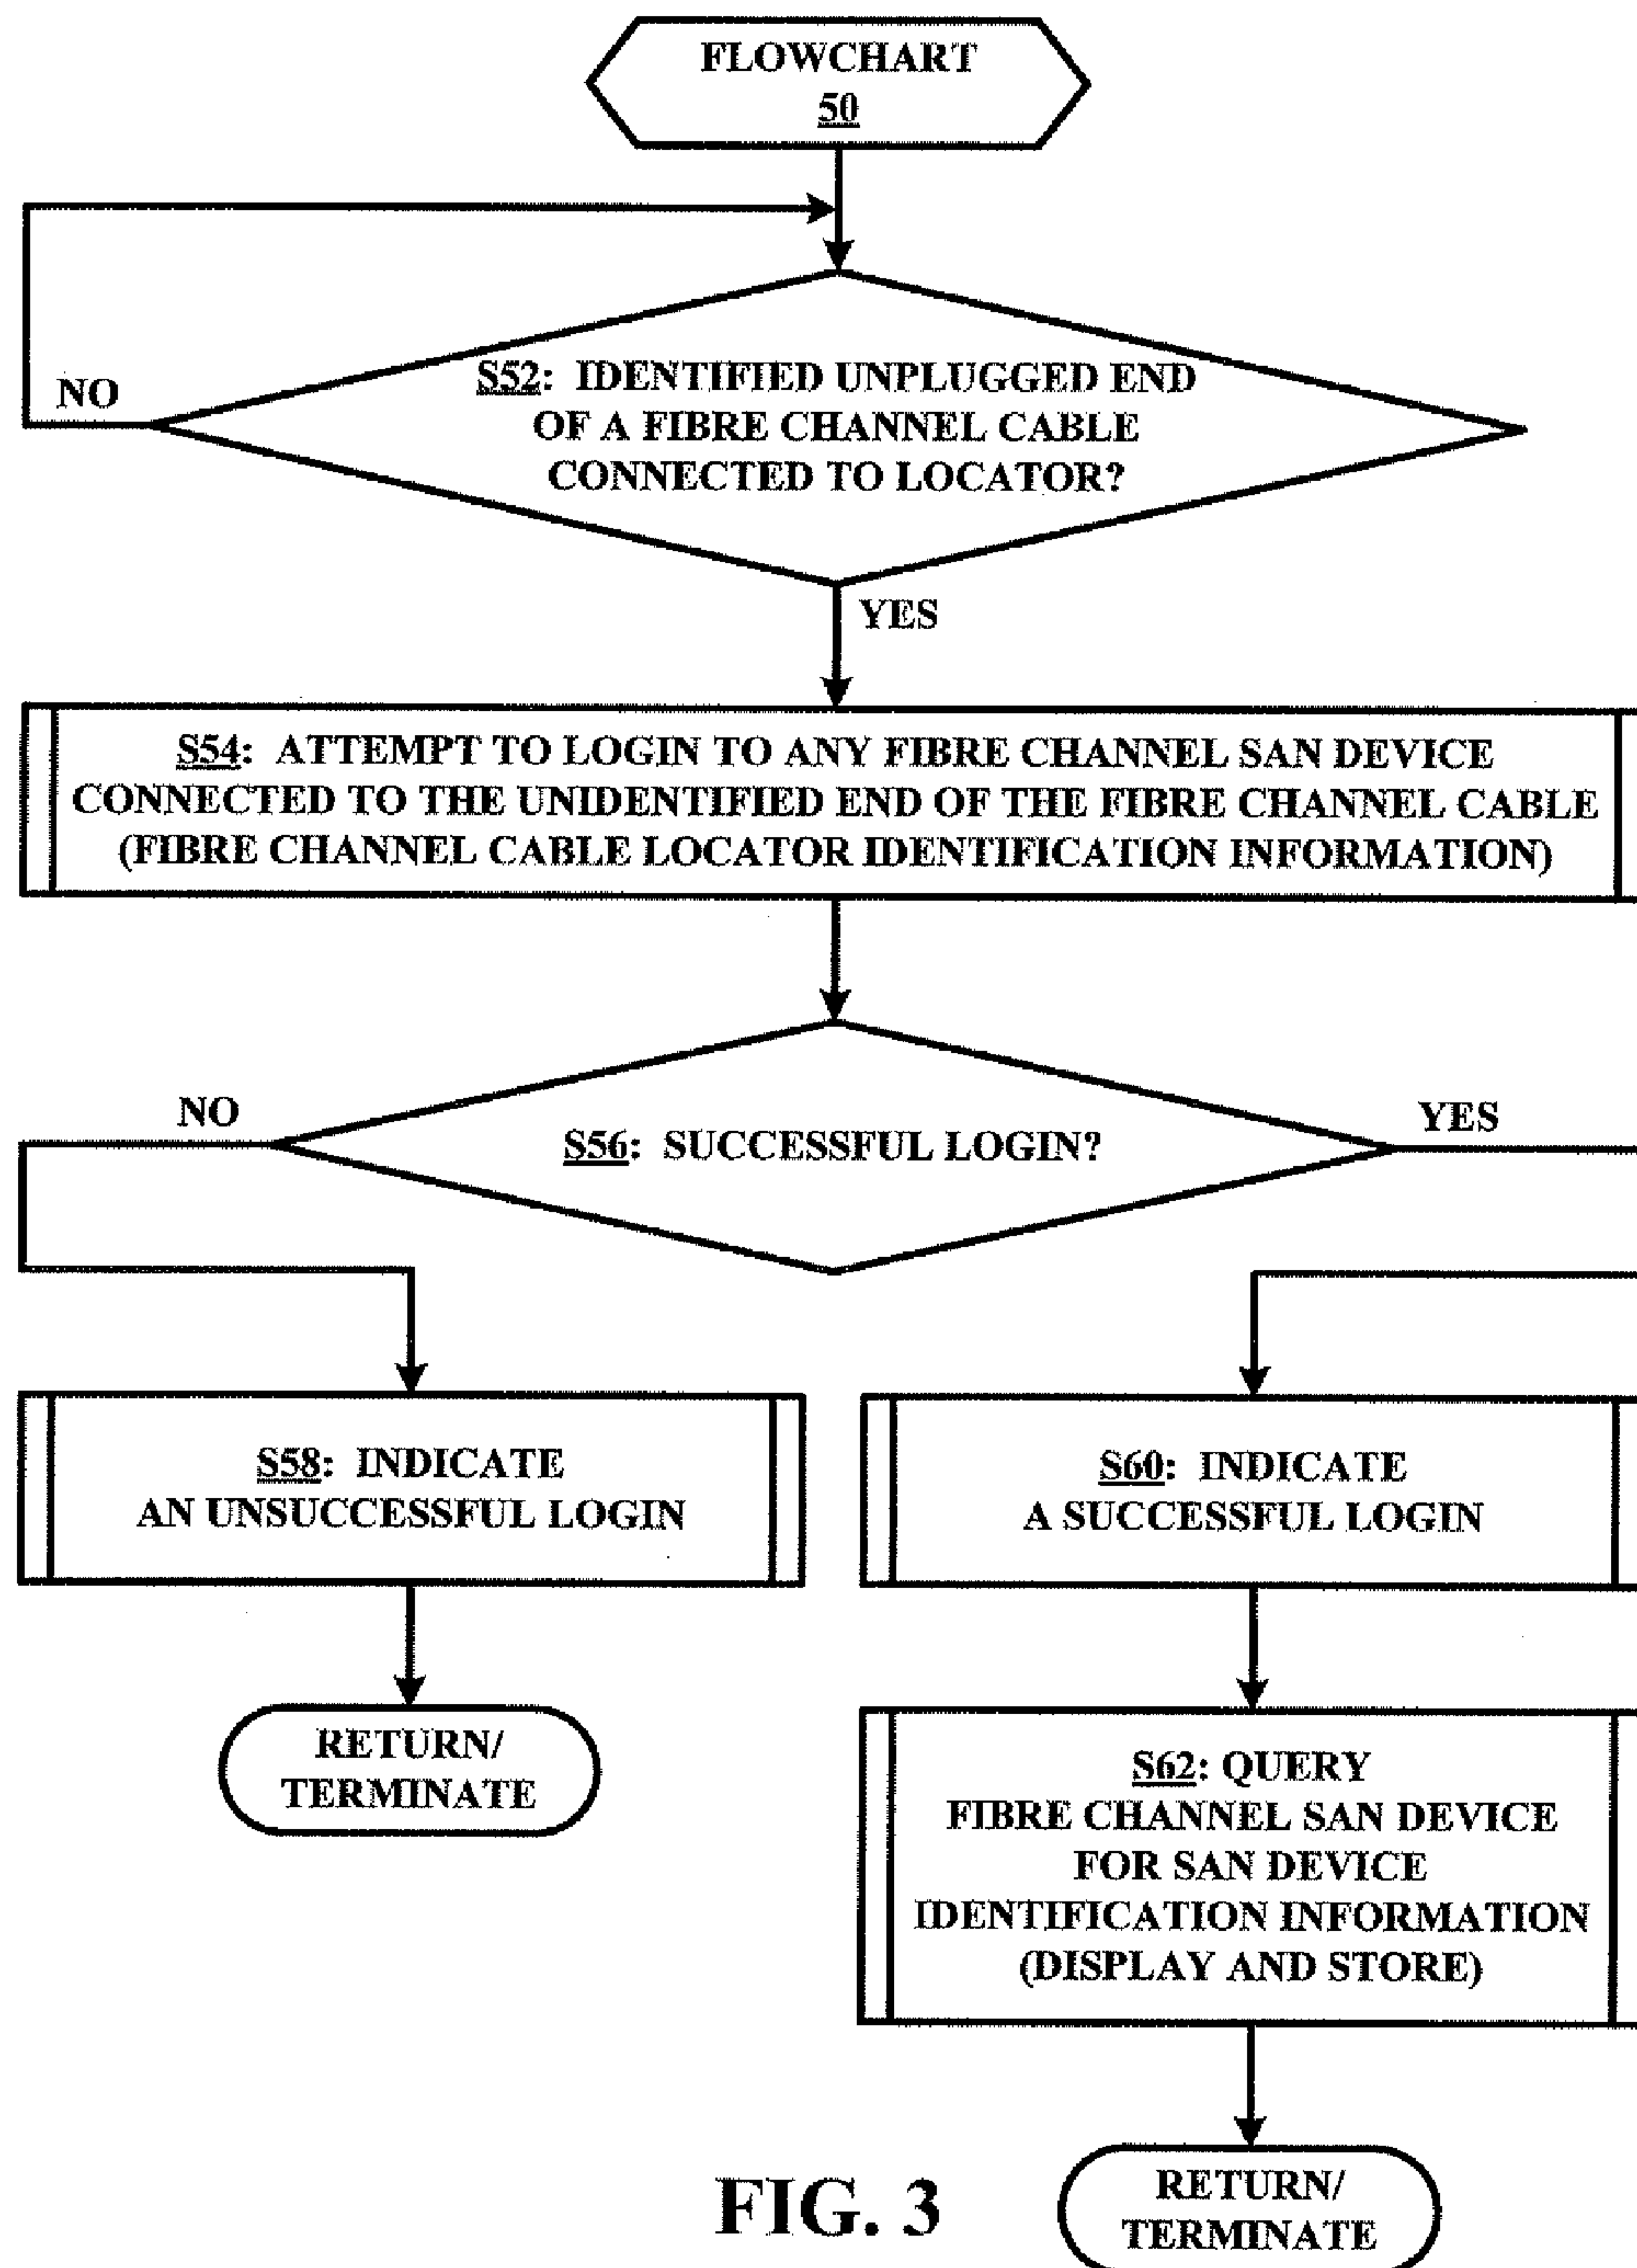 FLOWCHART
50
S52: IDENTIFIED UNPLUGGED END
OF A FIBRE CHANNEL CABLE
CONNECTED TO LOCATOR?
NO
YES
S54: ATTEMPT TO LOGIN TO ANY FIBRE CHANNEL SAN DEVICE
CONNECTED TO THE UNIDENTIFIED END OF THE FIBRE CHANNEL CABLE
(FIBRE CHANNEL CABLE LOCATOR IDENTIFICATION INFORMATION)
NO
YES
S56: SUCCESSFUL LOGIN?
S58: INDICATE
AN UNSUCCESSFUL LOGIN
RETURN/
TERMINATE
S60: INDICATE
A SUCCESSFUL LOGIN
S62: QUERY
FIBRE CHANNEL SAN DEVICE
FOR SAN DEVICE
IDENTIFICATION INFORMATION
(DISPLAY AND STORE)
RETURN/
TERMINATE
FIG. 3